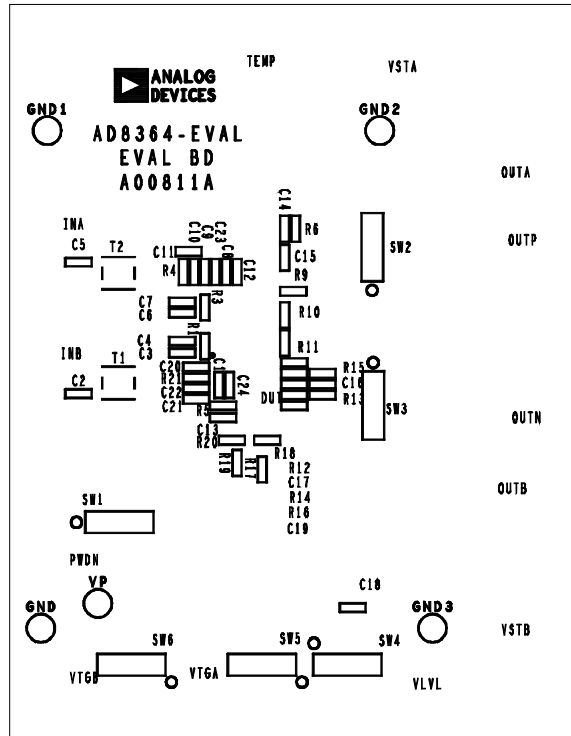 TEMP
VSTA
ANALOG
DEVICES
GND1
GND2
AD8364-EVAL
EVAL BD
A00811A
OUTA
C14
INA
C10
C9
C23
R6
OUTP
C5
T2
C11
C8
SW2
R4
C12
C15
R9
C7
C6
R3
R10
C4
C3
R1
R11
INB
T1
C20
C1
R15
R21
C16
C2
C22
C24
DUT
R13
SW3
C21
R5
OUTN
C13
R20
R18
R19
R17
R12
C17
R14
R16
C19
OUTB
SW1
PWDN
VP
C18
GND
GND3
VSTB
SW6
SW5
SW4
VTGB
VTGA
VLVL